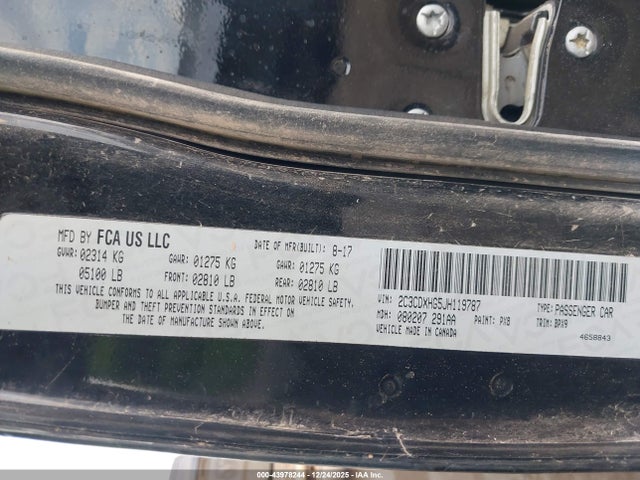 MFD BY FCA US LLC DATE OF MFR(BUILT): 8-17
GVWR: 02314 KG GAWR: 01275 KG GAWR: 01275 KG
05100 LB FRONT: 02810 LB REAR: 02810 LB
THIS VEHICLE CONFORMS TO ALL APPLICABLE U.S.A. FEDERAL MOTOR VEHICLE SAFETY,
BUMPER AND THEFT PREVENTION STANDARDS IN EFFECT ON
THE DATE OF MANUFACTURE SHOWN ABOVE.
VIN: 2C3CDXHG5JH119787 TYPE: PASSENGER CAR
MDH: 080207 291AA PAINT: PX8 TRIM: BPX9
VEHICLE MADE IN CANADA 4658843
000-43978244 - 12/24/2025 - IAA Inc.